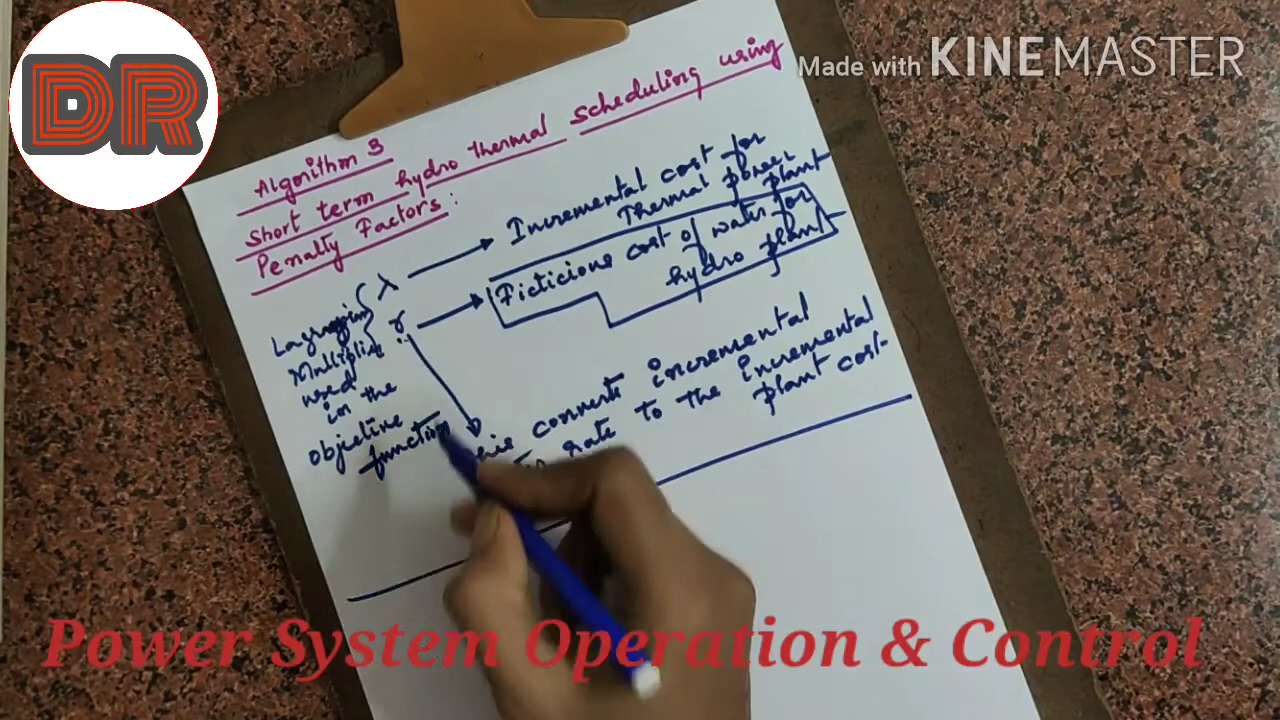 DR
Made with KINEMASTER
Algorithm 3
Short term hydro thermal scheduling using
Penalty Factors:
λ
Incremental cost for
Thermal power
plant
γ
Ficticious cost of water for
hydro plant
Multiplier
used
in the
objective
function
converts incremental
rate to the incremental
plant cost
Power System Operation & Control